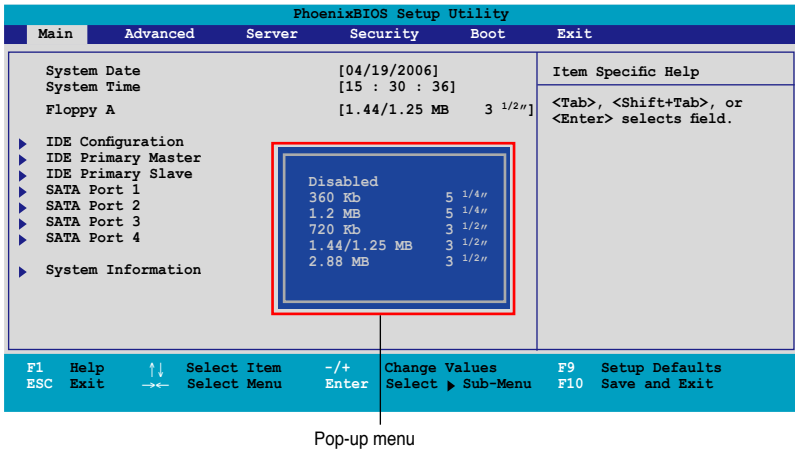 PhoenixBIOS Setup Utility
Main Advanced Server Security Boot Exit
System Date [04/19/2006]
System Time [15 : 30 : 36]
Floppy A [1.44/1.25 MB 3 1/2"]
IDE Configuration
IDE Primary Master
IDE Primary Slave
SATA Port 1
SATA Port 2
SATA Port 3
SATA Port 4
System Information
Disabled
360 Kb 5 1/4"
1.2 MB 5 1/4"
720 Kb 3 1/2"
1.44/1.25 MB 3 1/2"
2.88 MB 3 1/2"
Item Specific Help
<Tab>, <Shift+Tab>, or
<Enter> selects field.
F1 Help ↑↓ Select Item -/+ Change Values F9 Setup Defaults
ESC Exit →← Select Menu Enter Select ▶ Sub-Menu F10 Save and Exit
Pop-up menu